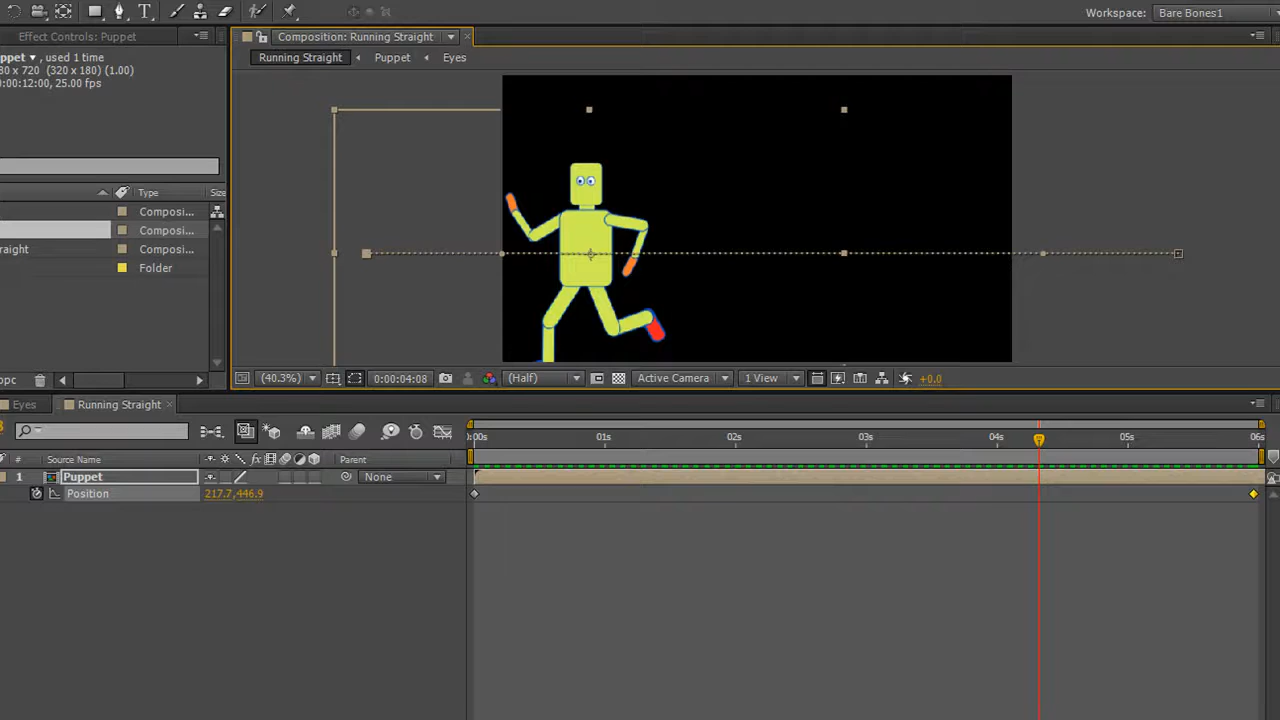 T
Workspace: Bare Bones1
Effect Controls: Puppet
Composition: Running Straight
Running Straight Puppet Eyes
ppet ▾, used 1 time
80 x 720 (320 x 180) (1.00)
0:00:12:00, 25.00 fps
Type Size
Composi...
Composi...
raight Composi...
Folder
bpc
(40.3%) 0:00:04:08 (Half) Active Camera 1 View +0.0
Eyes Running Straight
# Source Name Parent
:00s 01s 02s 03s 04s 05s 06s
1 Puppet None
Position 217.7,446.9